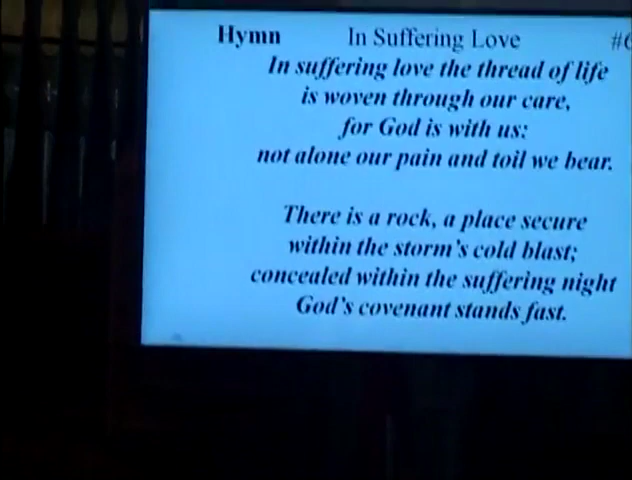 Hymn In Suffering Love #6
In suffering love the thread of life
is woven through our care,
for God is with us:
not alone our pain and toil we bear.
There is a rock, a place secure
within the storm's cold blast;
concealed within the suffering night
God's covenant stands fast.